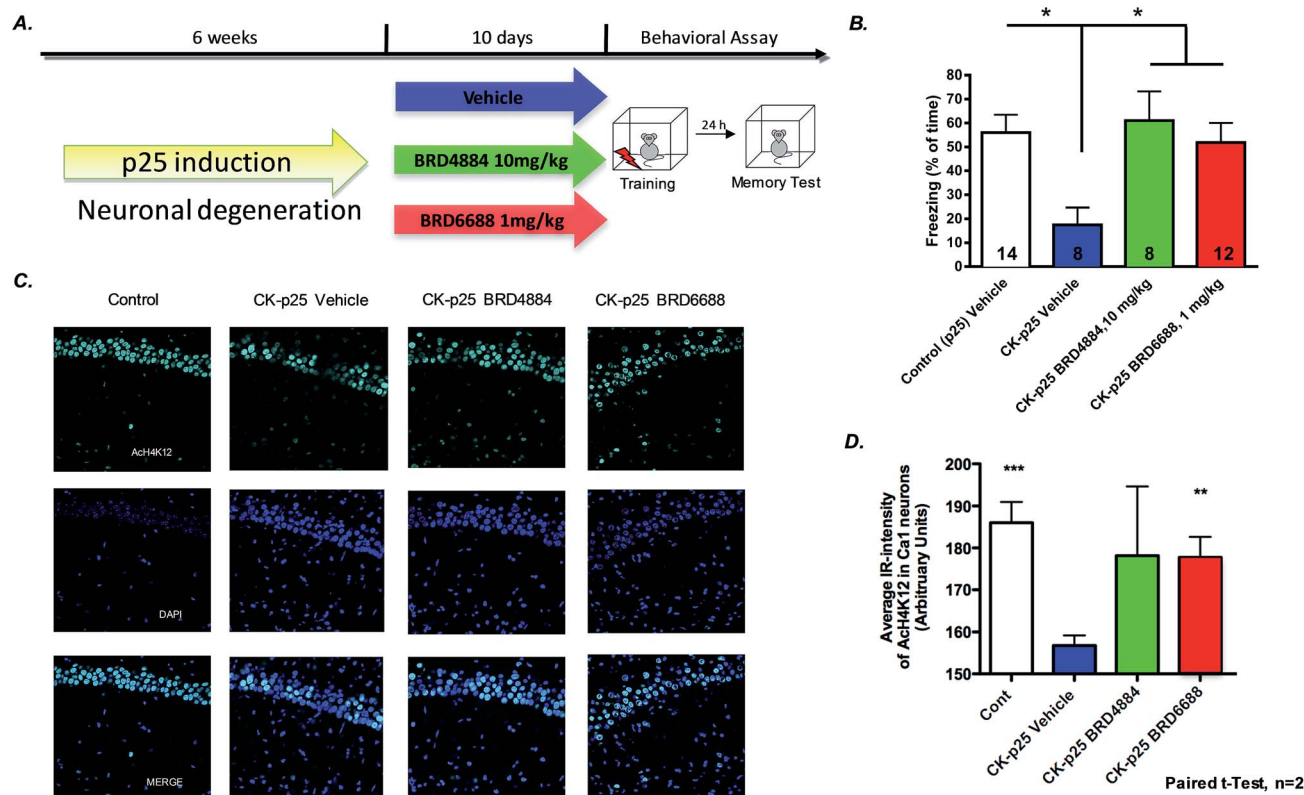 A.
6 weeks
10 days
Behavioral Assay
p25 induction
Neuronal degeneration
Vehicle
BRD4884 10mg/kg
BRD6688 1mg/kg
24 h
Training
Memory Test
B.
*
*
Freezing (% of time)
80
70
60
50
40
30
20
10
0
14
8
8
12
Control (p25) Vehicle
CK-p25 Vehicle
CK-p25 BRD4884,10 mg/kg
CK-p25 BRD6688, 1 mg/kg
C.
Control
CK-p25 Vehicle
CK-p25 BRD4884
CK-p25 BRD6688
AcH4K12
DAPI
MERGE
D.
Average IR-intensity
of AcH4K12 in Ca1 neurons
(Arbitruary Units)
200
190
180
170
160
150
***
**
Cont
CK-p25 Vehicle
CK-p25 BRD4884
CK-p25 BRD6688
Paired t-Test, n=2